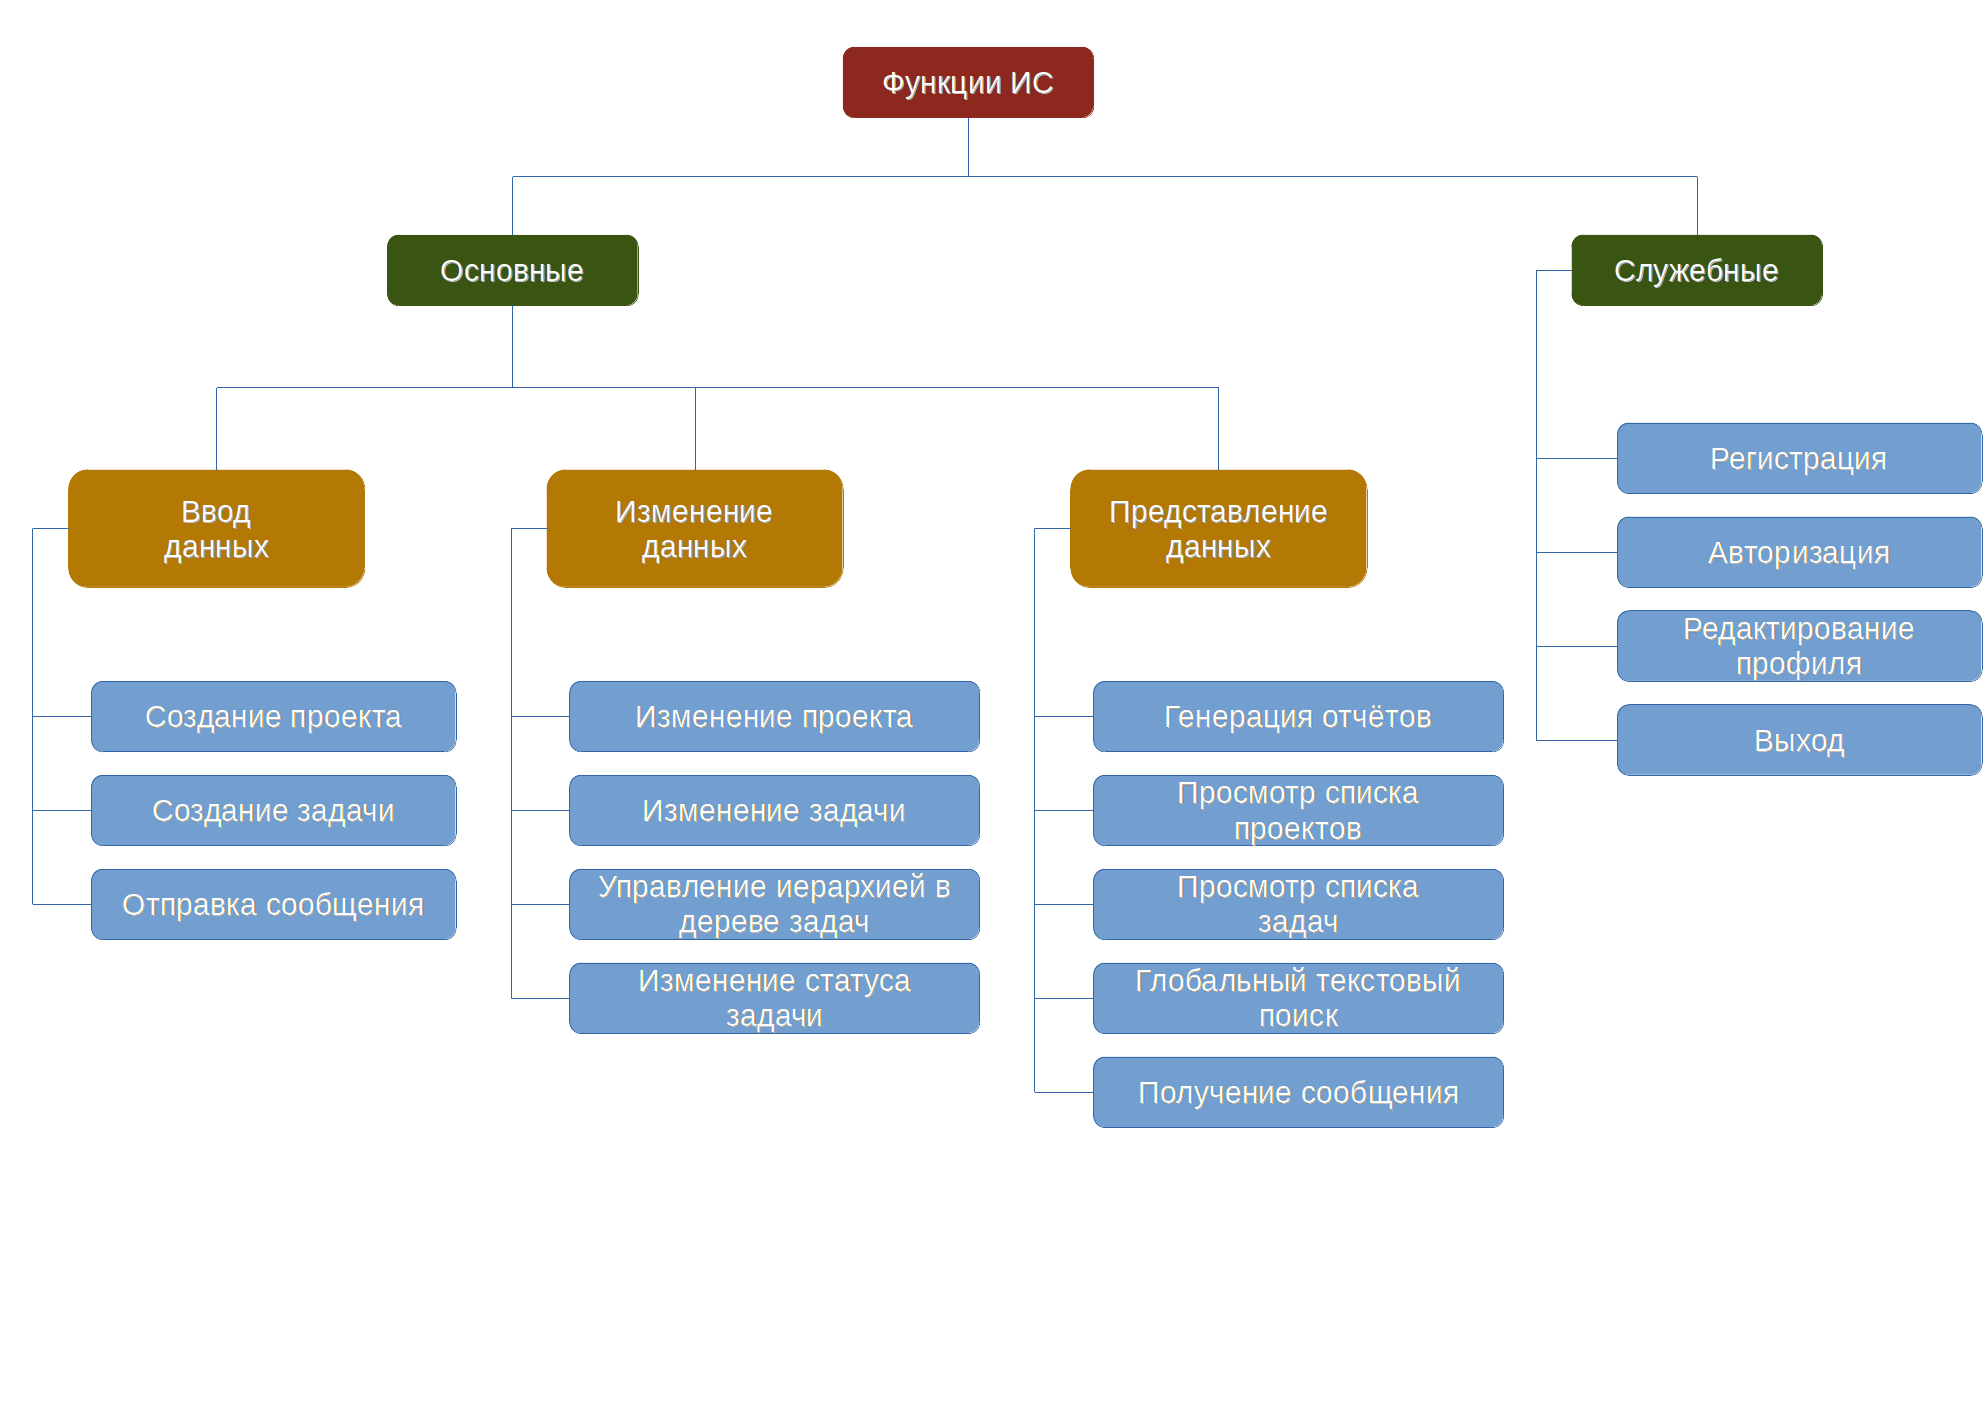 Функции ИС
Основные
Служебные
Ввод
данных
Изменение
данных
Представление
данных
Создание проекта
Создание задачи
Отправка сообщения
Изменение проекта
Изменение задачи
Управление иерархией в
дереве задач
Изменение статуса
задачи
Генерация отчётов
Просмотр списка
проектов
Просмотр списка
задач
Глобальный текстовый
поиск
Получение сообщения
Регистрация
Авторизация
Редактирование
профиля
Выход